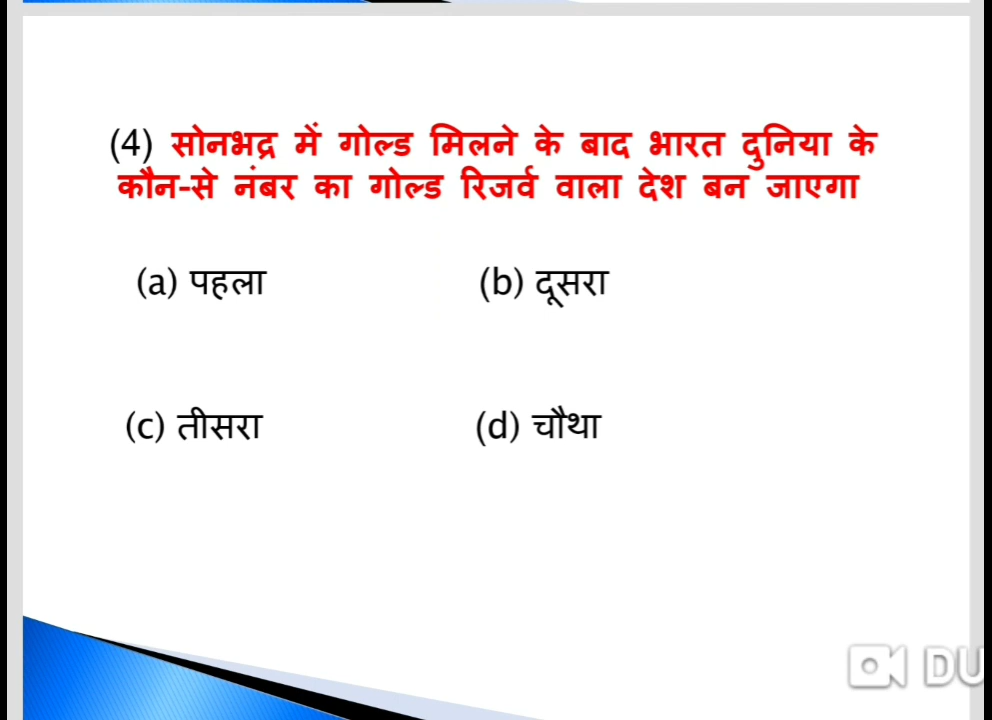 (4) सोनभद्र में गोल्ड मिलने के बाद भारत दुनिया के
कौन-से नंबर का गोल्ड रिजर्व वाला देश बन जाएगा
(a) पहला (b) दूसरा
(c) तीसरा (d) चौथा
DU